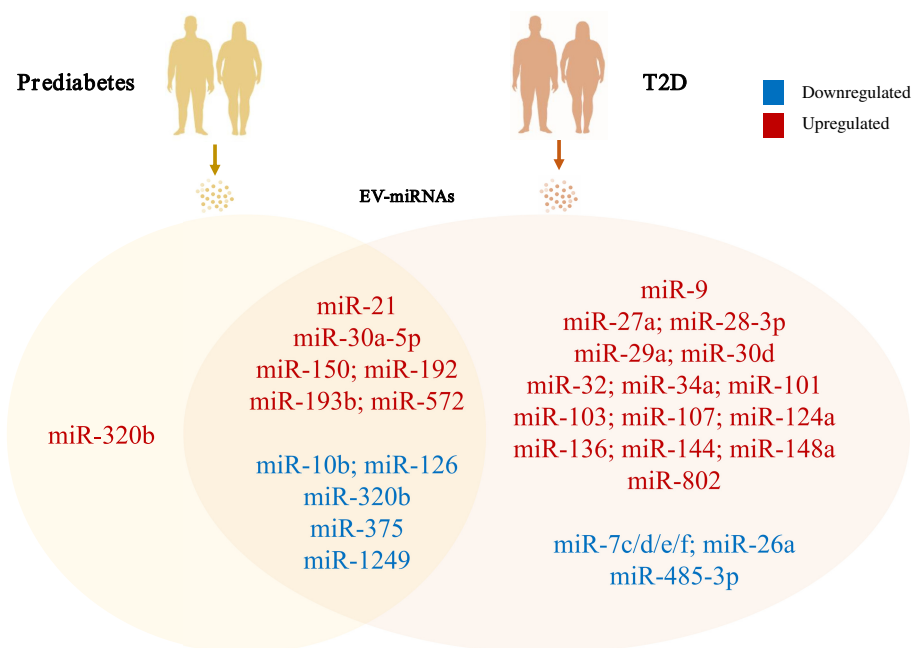 Prediabetes
T2D
Downregulated
Upregulated
EV-miRNAs
miR-320b
miR-21
miR-30a-5p
miR-150; miR-192
miR-193b; miR-572
miR-10b; miR-126
miR-320b
miR-375
miR-1249
miR-9
miR-27a; miR-28-3p
miR-29a; miR-30d
miR-32; miR-34a; miR-101
miR-103; miR-107; miR-124a
miR-136; miR-144; miR-148a
miR-802
miR-7c/d/e/f; miR-26a
miR-485-3p